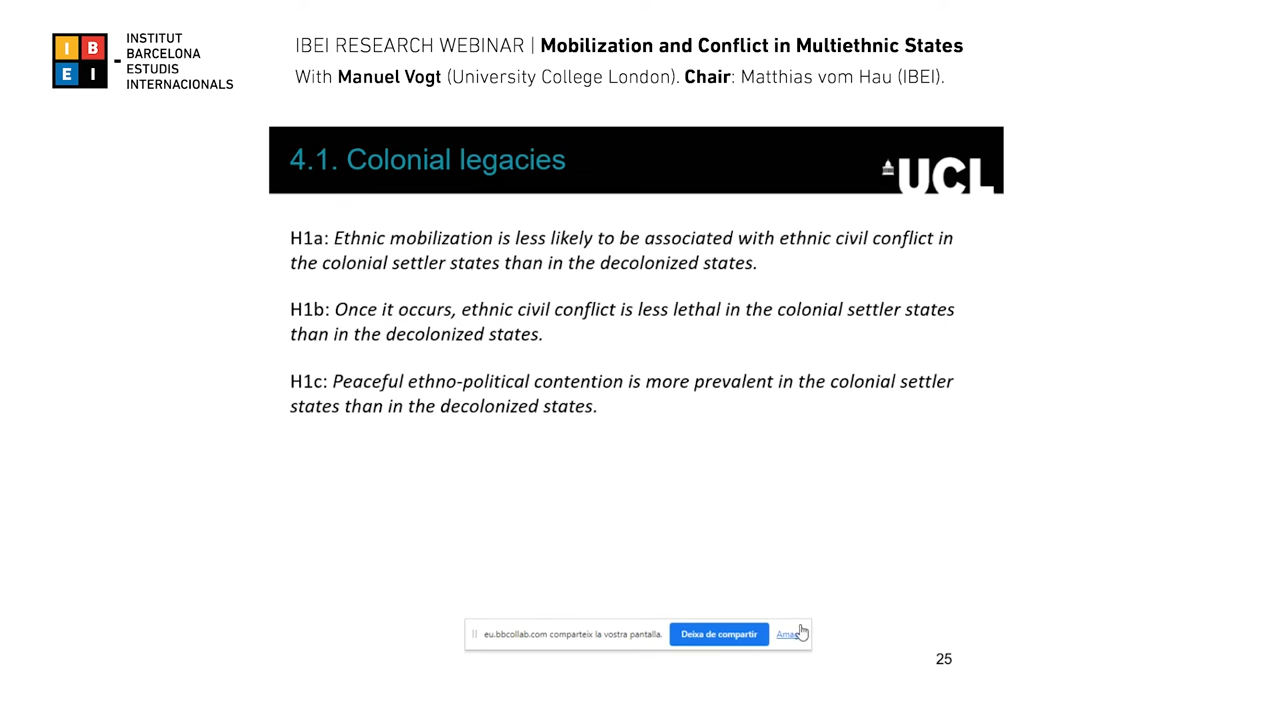 I B E I - INSTITUT
BARCELONA
ESTUDIS
INTERNACIONALS
IBEI RESEARCH WEBINAR | Mobilization and Conflict in Multiethnic States
With Manuel Vogt (University College London). Chair: Matthias vom Hau (IBEI).
4.1. Colonial legacies
UCL
H1a: Ethnic mobilization is less likely to be associated with ethnic civil conflict in
the colonial settler states than in the decolonized states.
H1b: Once it occurs, ethnic civil conflict is less lethal in the colonial settler states
than in the decolonized states.
H1c: Peaceful ethno-political contention is more prevalent in the colonial settler
states than in the decolonized states.
eu.bbcollab.com comparteix la vostra pantalla. Deixa de compartir
25